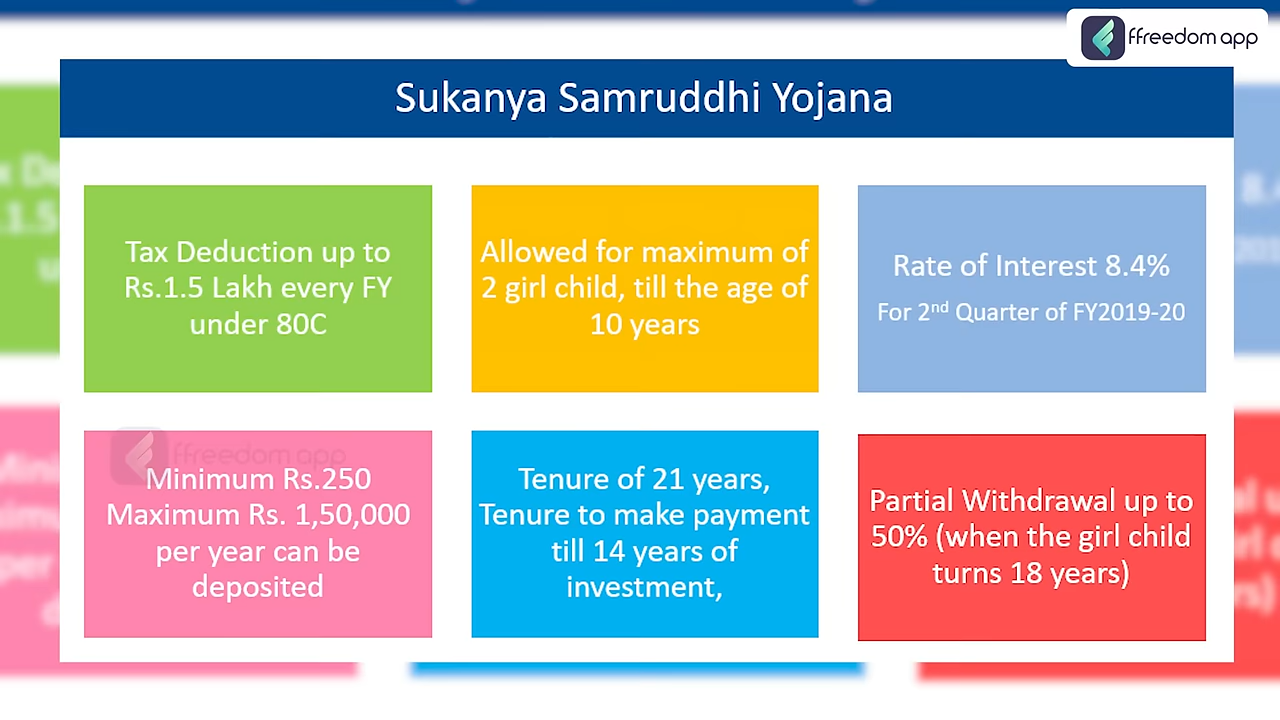 ffreedom app
Sukanya Samruddhi Yojana
Tax Deduction up to
Rs.1.5 Lakh every FY
under 80C
Allowed for maximum of
2 girl child, till the age of
10 years
Rate of Interest 8.4%
For 2nd Quarter of FY2019-20
ffreedom app
Minimum Rs.250
Maximum Rs. 1,50,000
per year can be
deposited
Tenure of 21 years,
Tenure to make payment
till 14 years of
investment,
Partial Withdrawal up to
50% (when the girl child
turns 18 years)